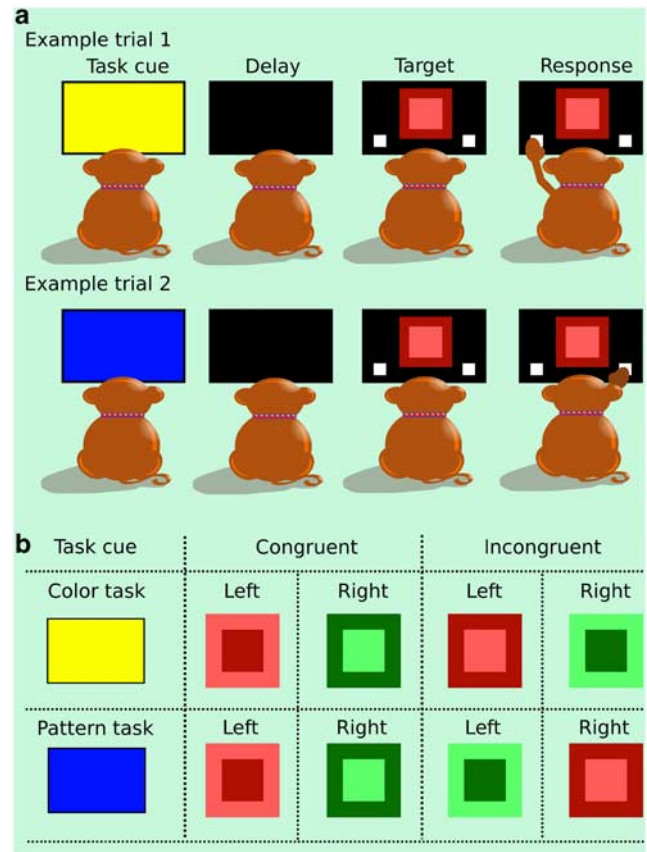 a
Example trial 1
Task cue Delay Target Response
Example trial 2
b
Task cue Congruent Incongruent
Color task Left Right Left Right
Pattern task Left Right Left Right